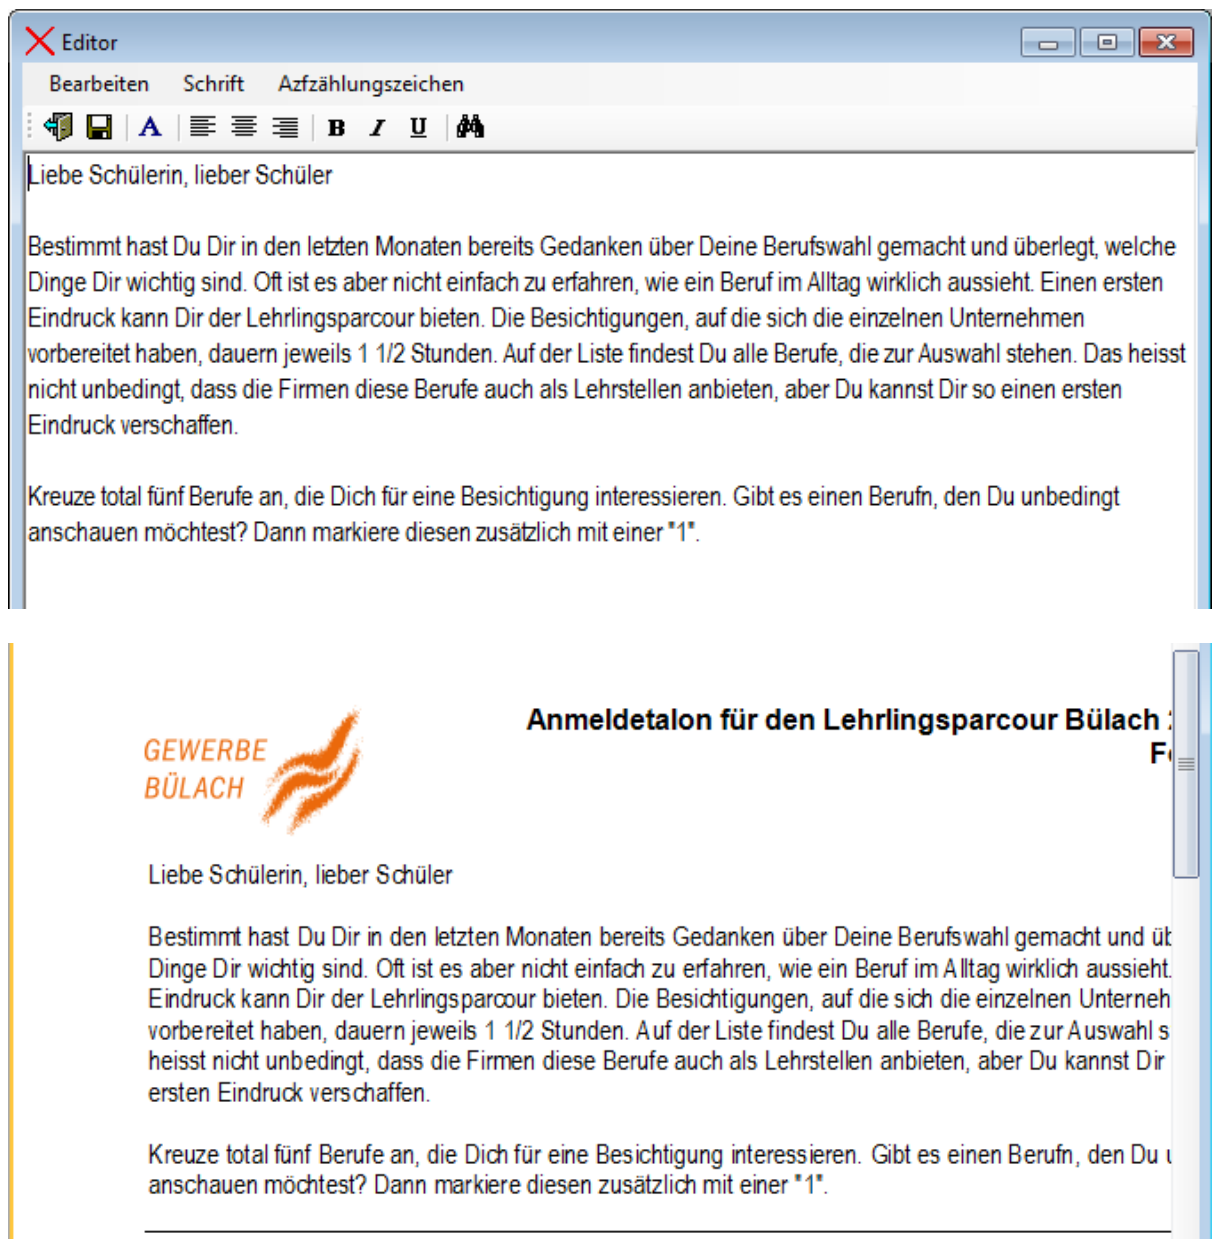 Editor
Bearbeiten Schrift Azfzählungszeichen
A B I U
Liebe Schülerin, lieber Schüler
Bestimmt hast Du Dir in den letzten Monaten bereits Gedanken über Deine Berufswahl gemacht und überlegt, welche
Dinge Dir wichtig sind. Oft ist es aber nicht einfach zu erfahren, wie ein Beruf im Alltag wirklich aussieht. Einen ersten
Eindruck kann Dir der Lehrlingsparcour bieten. Die Besichtigungen, auf die sich die einzelnen Unternehmen
vorbereitet haben, dauern jeweils 1 1/2 Stunden. Auf der Liste findest Du alle Berufe, die zur Auswahl stehen. Das heisst
nicht unbedingt, dass die Firmen diese Berufe auch als Lehrstellen anbieten, aber Du kannst Dir so einen ersten
Eindruck verschaffen.
Kreuze total fünf Berufe an, die Dich für eine Besichtigung interessieren. Gibt es einen Berufn, den Du unbedingt
anschauen möchtest? Dann markiere diesen zusätzlich mit einer "1".
Anmeldetalon für den Lehrlingsparcour Bülach
GEWERBE
BÜLACH
Liebe Schülerin, lieber Schüler
Bestimmt hast Du Dir in den letzten Monaten bereits Gedanken über Deine Berufswahl gemacht und üb
Dinge Dir wichtig sind. Oft ist es aber nicht einfach zu erfahren, wie ein Beruf im Alltag wirklich aussieht.
Eindruck kann Dir der Lehrlingsparcour bieten. Die Besichtigungen, auf die sich die einzelnen Unterneh
vorbereitet haben, dauern jeweils 1 1/2 Stunden. Auf der Liste findest Du alle Berufe, die zur Auswahl s
heisst nicht unbedingt, dass die Firmen diese Berufe auch als Lehrstellen anbieten, aber Du kannst Dir
ersten Eindruck verschaffen.
Kreuze total fünf Berufe an, die Dich für eine Besichtigung interessieren. Gibt es einen Berufn, den Du
anschauen möchtest? Dann markiere diesen zusätzlich mit einer "1".